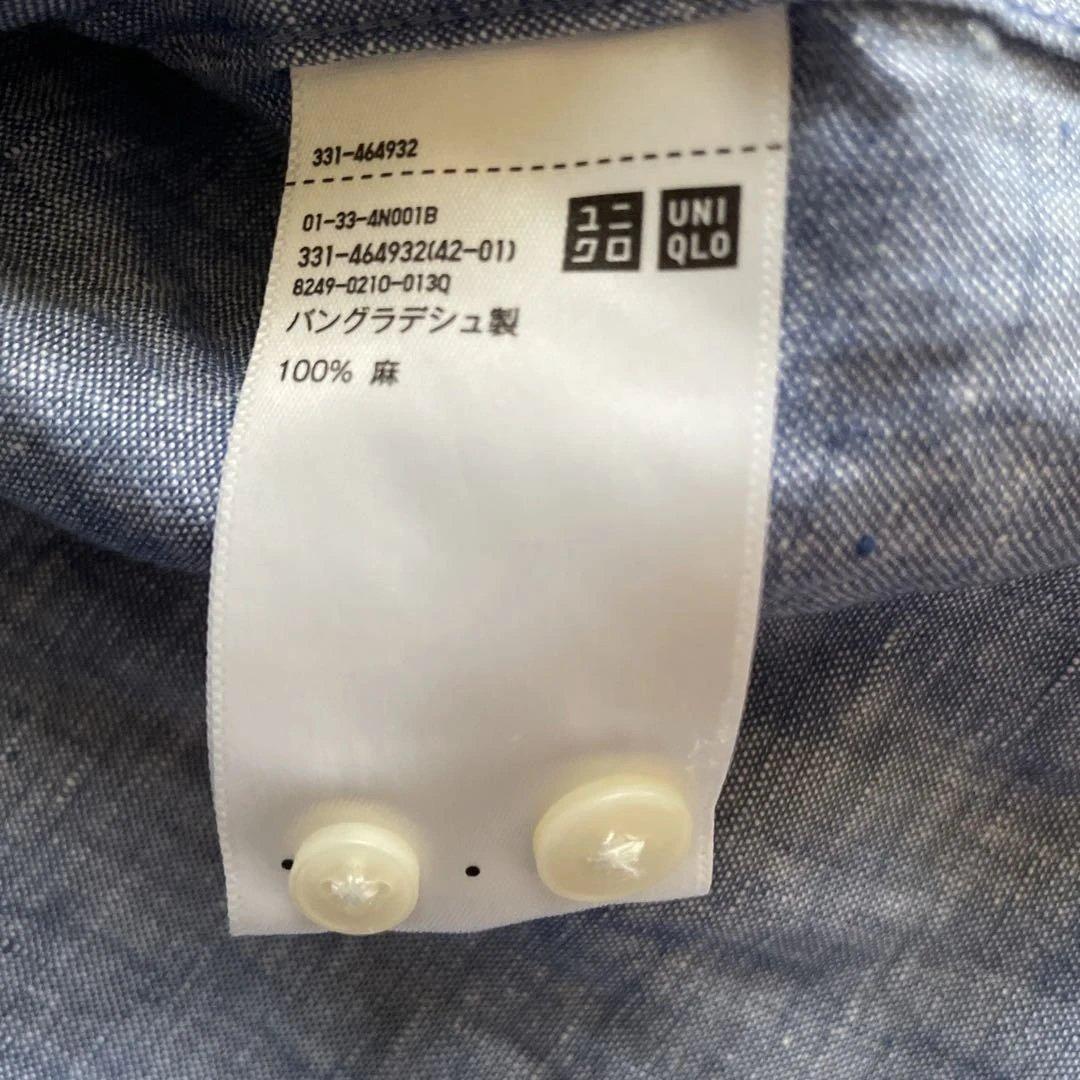 331-464932
01-33-4N001B
331-464932(42-01)
8249-0210-013Q
バングラデシュ製
100% 麻
ユニ
クロ
UNI
QLO